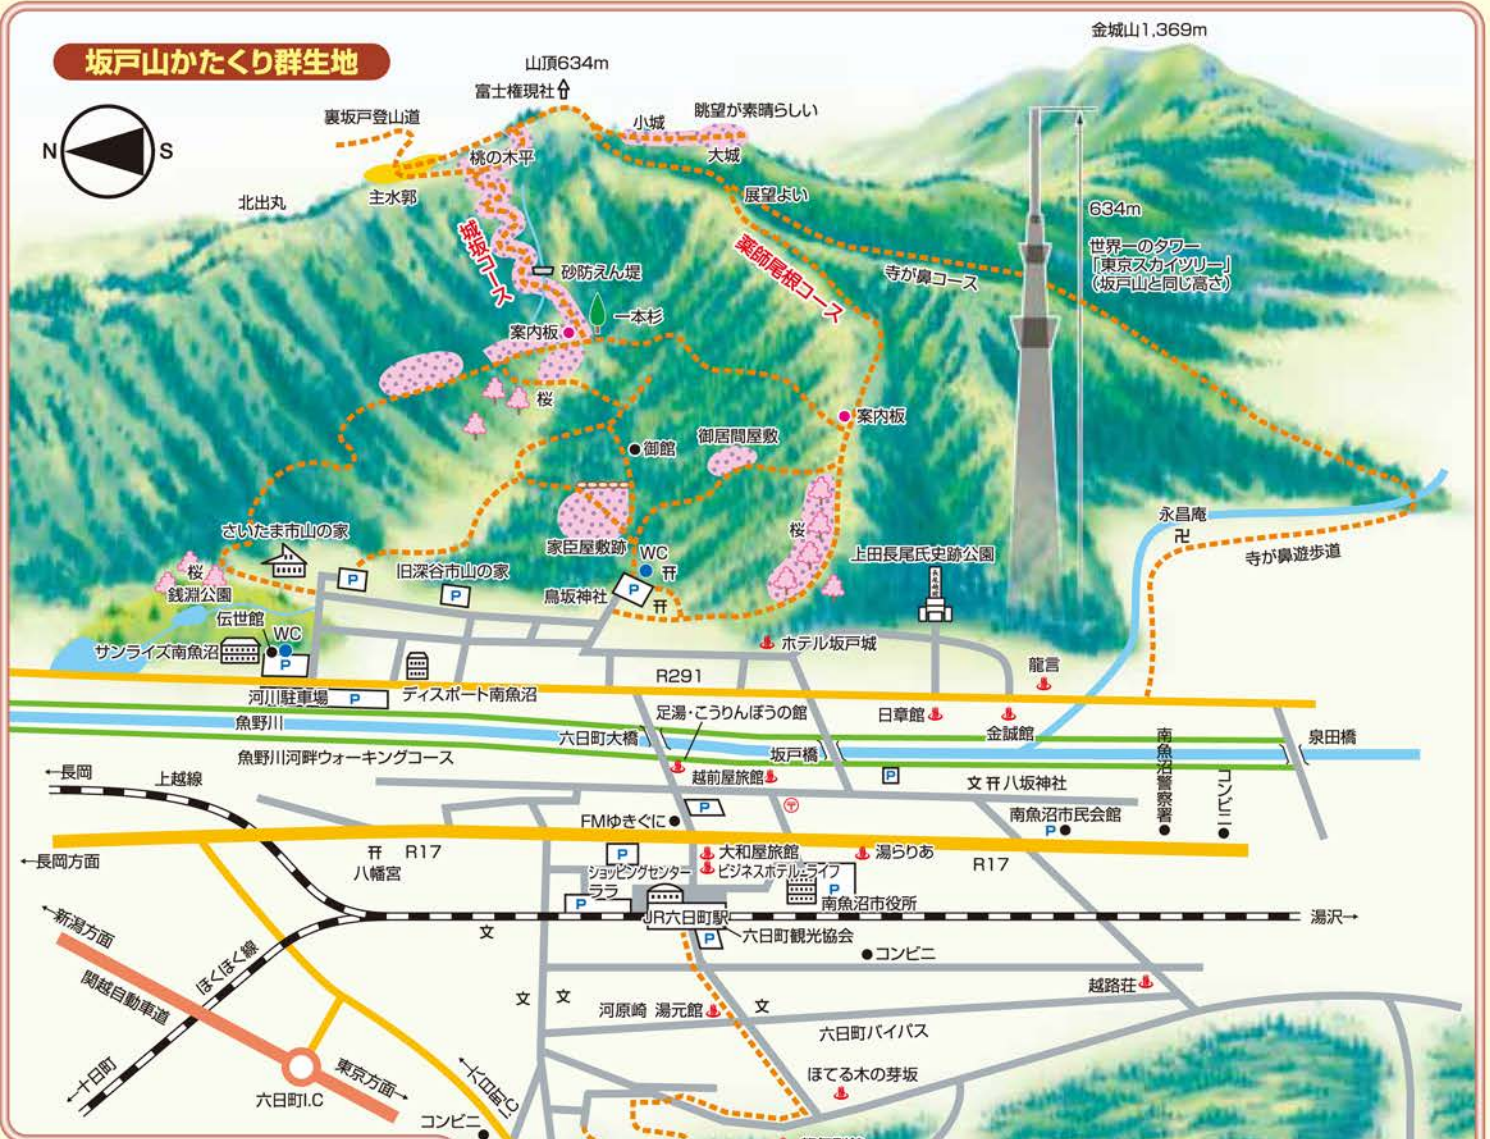 坂戸山かたくり群生地
金城山1,369m
山頂634m
富士権現社
裏坂戸登山道
小城
眺望が素晴らしい
大城
桃の木平
主水郭
北出丸
N
S
展望よい
634m
世界一のタワー
「東京スカイツリー」
(坂戸山と同じ高さ)
城坂コース
薬師尾根コース
寺が鼻コース
砂防えん堤
一本杉
案内板
桜
案内板
御館
御居間屋敷
桜
家臣屋敷跡
WC
永昌庵
寺が鼻遊歩道
上田長尾氏史跡公園
さいたま市山の家
桜
銭淵公園
P
旧深谷市山の家
P
鳥坂神社
P
伝世館
WC
サンライズ南魚沼
P
ホテル坂戸城
龍言
R291
河川駐車場
P
ディスポート南魚沼
足湯・こうりんぼうの館
日章館
金誠館
魚野川
六日町大橋
坂戸橋
泉田橋
魚野川河畔ウォーキングコース
越前屋旅館
P
文
八坂神社
南魚沼警察署
コンビニ
←長岡
上越線
P
〒
南魚沼市民会館
P
FMゆきぐに
R17
八幡宮
←長岡方面
P
大和屋旅館
湯らりあ
R17
ショッピングセンター
ララ
ビジネスホテル・ライフ
P
P
南魚沼市役所
JR六日町駅
湯沢→
文
P
六日町観光協会
コンビニ
←新潟方面
ほくほく線
関越自動車道
文
文
河原崎 湯元館
文
越路荘
六日町バイパス
←十日町
東京方面→
六日町I.C
←六日町I.C
ほてる木の芽坂
コンビニ